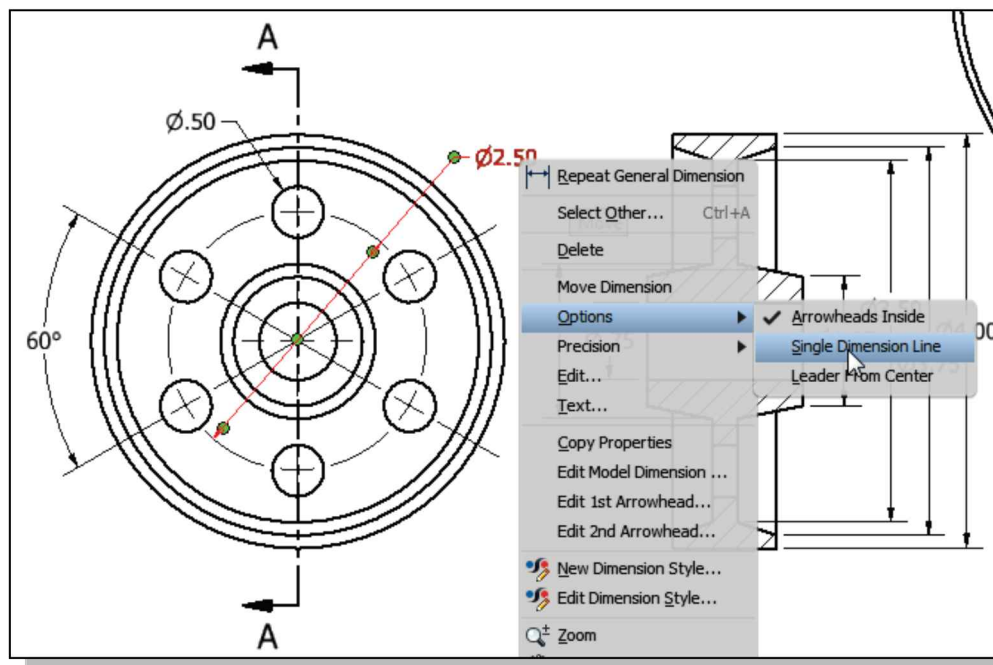 A
Ø.50
Ø2.50
60°
A
Repeat General Dimension
Select Other... Ctrl+A
Delete
Move Dimension
Options
Precision
Edit...
Text...
Copy Properties
Edit Model Dimension ...
Edit 1st Arrowhead...
Edit 2nd Arrowhead...
New Dimension Style...
Edit Dimension Style...
Zoom
Arrowheads Inside
Single Dimension Line
Leader From Center